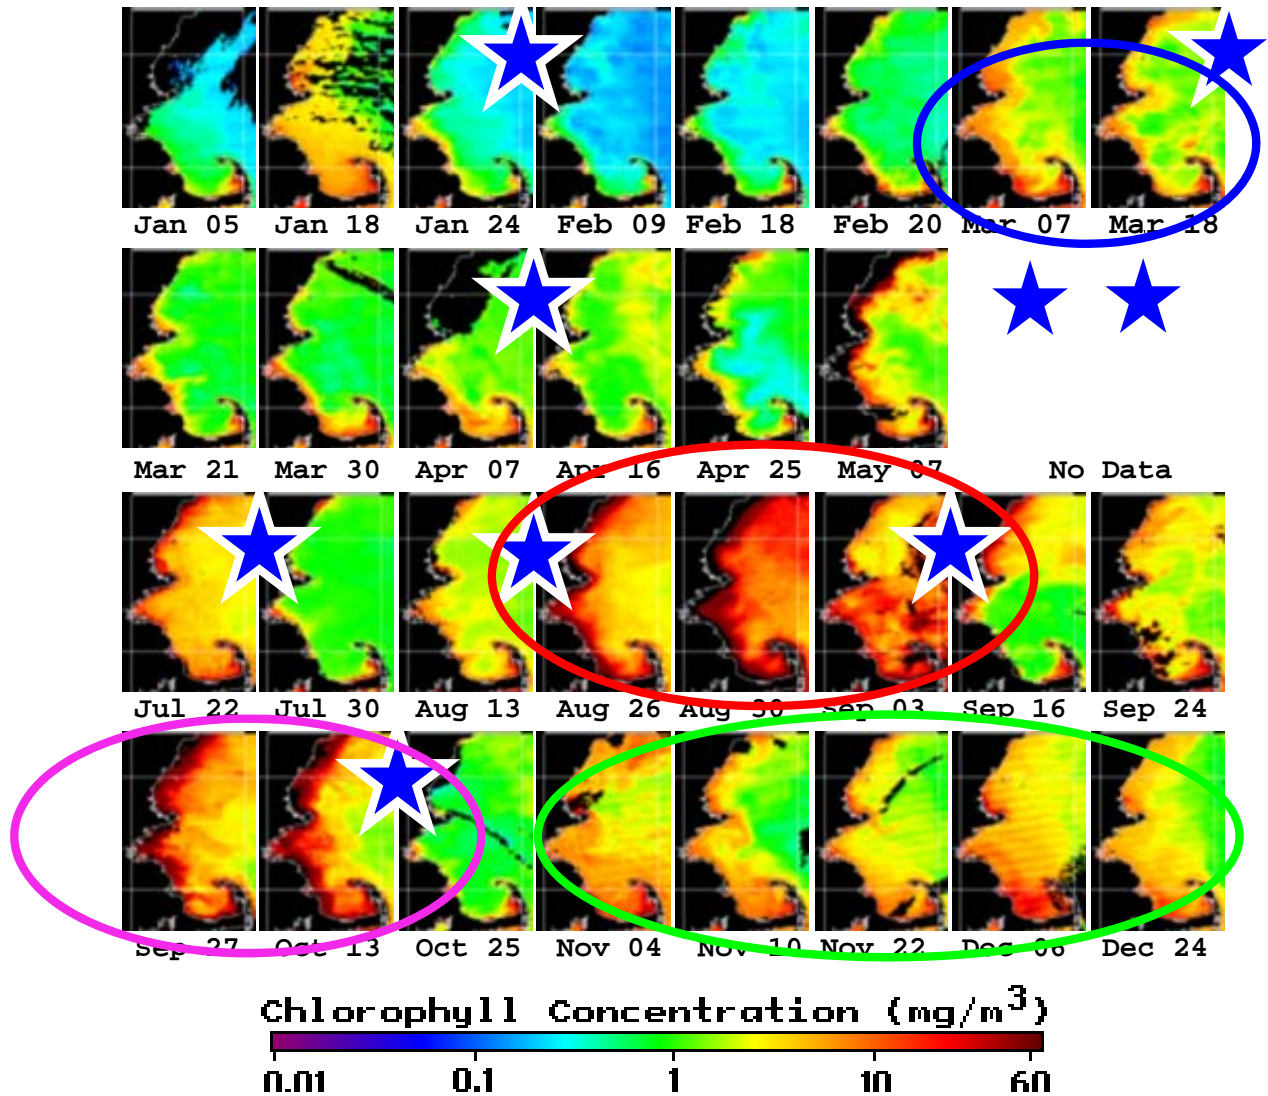 Jan 05 Jan 18 Jan 24 Feb 09 Feb 18 Feb 20 Mar 07 Mar 18
Mar 21 Mar 30 Apr 07 Apr 16 Apr 25 May 07 No Data
Jul 22 Jul 30 Aug 13 Aug 26 Aug 30 Sep 03 Sep 16 Sep 24
Sep 27 Oct 13 Oct 25 Nov 04 Nov 10 Nov 22 Dec 06 Dec 24
Chlorophyll Concentration (mg/m³)
0.01 0.1 1 10 60